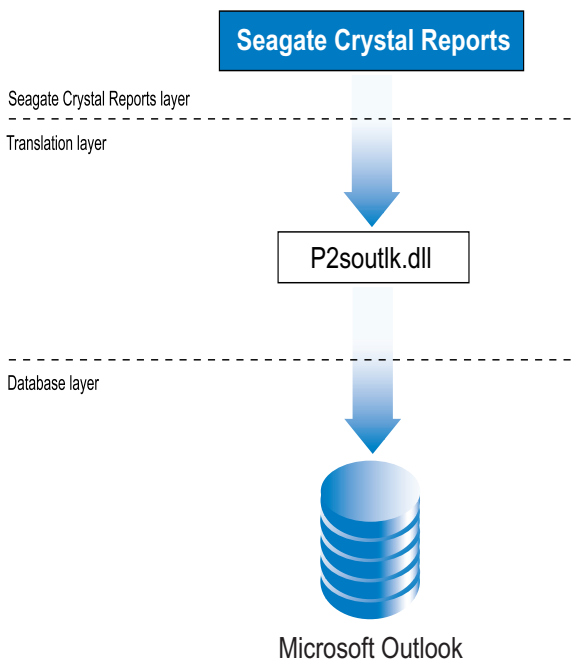 Seagate Crystal Reports
Seagate Crystal Reports layer
Translation layer
P2soutlk.dll
Database layer
Microsoft Outlook